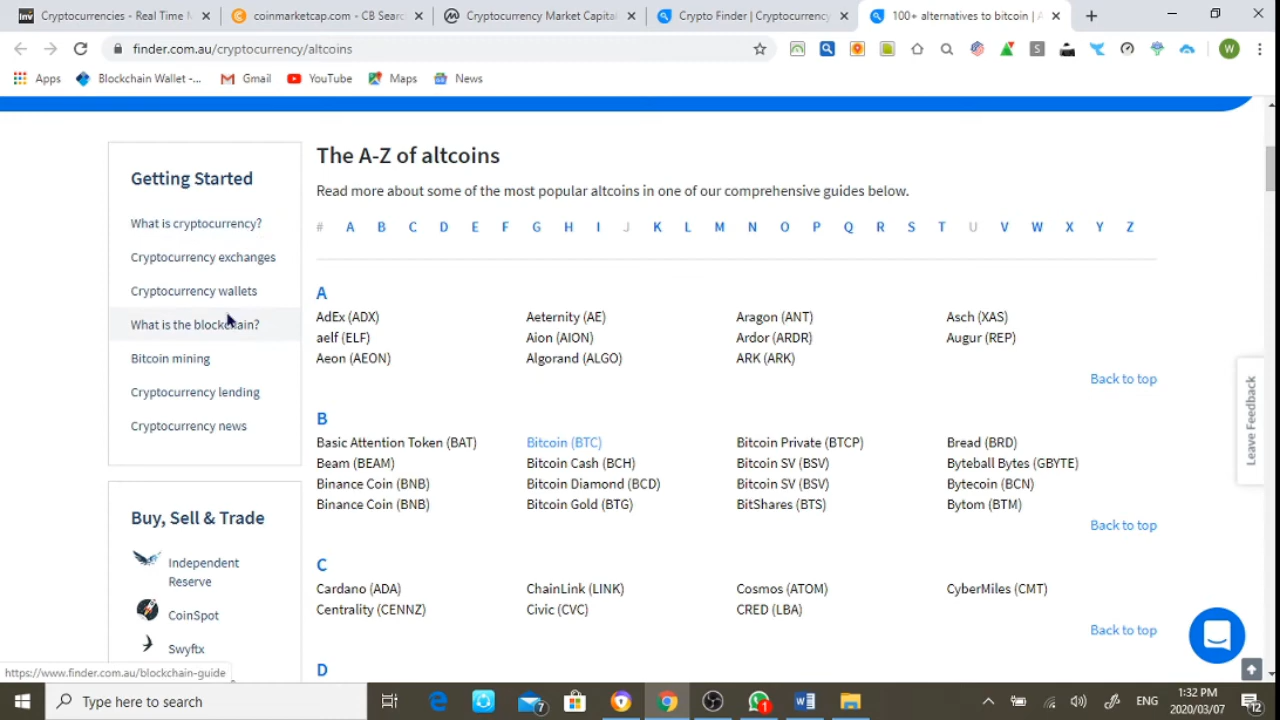 Cryptocurrencies - Real Time M
coinmarketcap.com - CB Searc
Cryptocurrency Market Capital
Crypto Finder | Cryptocurrency
100+ alternatives to bitcoin | A
finder.com.au/cryptocurrency/altcoins
W
Apps
Blockchain Wallet -...
Gmail
YouTube
Maps
News
Getting Started
What is cryptocurrency?
Cryptocurrency exchanges
Cryptocurrency wallets
What is the blockchain?
Bitcoin mining
Cryptocurrency lending
Cryptocurrency news
Buy, Sell & Trade
Independent
Reserve
CoinSpot
Swyftx
https://www.finder.com.au/blockchain-guide
The A-Z of altcoins
Read more about some of the most popular altcoins in one of our comprehensive guides below.
# A B C D E F G H I J K L M N O P Q R S T U V W X Y Z
A
AdEx (ADX) Aeternity (AE) Aragon (ANT) Asch (XAS)
aelf (ELF) Aion (AION) Ardor (ARDR) Augur (REP)
Aeon (AEON) Algorand (ALGO) ARK (ARK)
Back to top
B
Basic Attention Token (BAT) Bitcoin (BTC) Bitcoin Private (BTCP) Bread (BRD)
Beam (BEAM) Bitcoin Cash (BCH) Bitcoin SV (BSV) Byteball Bytes (GBYTE)
Binance Coin (BNB) Bitcoin Diamond (BCD) Bitcoin SV (BSV) Bytecoin (BCN)
Binance Coin (BNB) Bitcoin Gold (BTG) BitShares (BTS) Bytom (BTM)
Back to top
C
Cardano (ADA) ChainLink (LINK) Cosmos (ATOM) CyberMiles (CMT)
Centrality (CENNZ) Civic (CVC) CRED (LBA)
Back to top
D
Leave Feedback
Type here to search
7
1
ENG
1:32 PM
2020/03/07
12